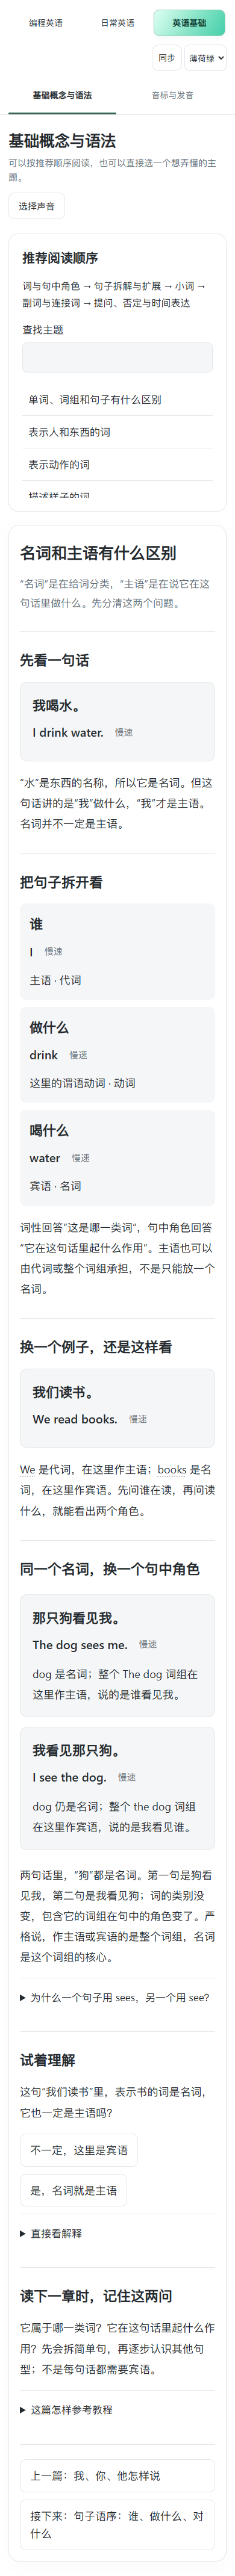 编程英语 日常英语 英语基础
同步 薄荷绿
基础概念与语法 音标与发音
基础概念与语法
可以按推荐顺序阅读，也可以直接选一个想弄懂的主
题。
选择声音
推荐阅读顺序
词与句中角色 → 句子拆解与扩展 → 小词 →
副词与连接词 → 提问、否定与时间表达
查找主题
单词、词组和句子有什么区别
表示人和东西的词
表示动作的词
描述样子的词
名词和主语有什么区别
“名词”是在给词分类，“主语”是在说它在这
句话里做什么。先分清这两个问题。
先看一句话
我喝水。
I drink water. 慢速
“水”是东西的名称，所以它是名词。但这
句话讲的是“我”做什么，“我”才是主语。
名词并不一定是主语。
把句子拆开看
谁
I 慢速
主语 · 代词
做什么
drink 慢速
这里的谓语动词 · 动词
喝什么
water 慢速
宾语 · 名词
词性回答“这是哪一类词”，句中角色回答
“它在这句话里起什么作用”。主语也可以
由代词或整个词组承担，不是只能放一个
名词。
换一个例子，还是这样看
我们读书。
We read books. 慢速
We 是代词，在这里作主语；books 是名
词，在这里作宾语。先问谁在读，再问读
什么，就能看出两个角色。
同一个名词，换一个句中角色
那只狗看见我。
The dog sees me. 慢速
dog 是名词；整个 The dog 词组在
这里作主语，说的是谁看见我。
我看见那只狗。
I see the dog. 慢速
dog 仍是名词；整个 the dog 词组
在这里作宾语，说的是我看见谁。
两句话里，“狗”都是名词。第一句是狗看
见我，第二句是我看见狗；词的类别没
变，包含它的词组在句中的角色变了。严
格说，作主语或宾语的是整个词组，名词
是这个词组的核心。
为什么一个句子用 sees，另一个用 see？
试着理解
这句“我们读书”里，表示书的词是名词，
它也一定是主语吗？
不一定，这里是宾语
是，名词就是主语
直接看解释
读下一章时，记住这两问
它属于哪一类词？它在这句话里起什么作
用？先会拆简单句，再逐步认识其他句
型；不是每句话都需要宾语。
这篇怎样参考教程
上一篇：我、你、他怎样说
接下来：句子语序：谁、做什么、对
什么